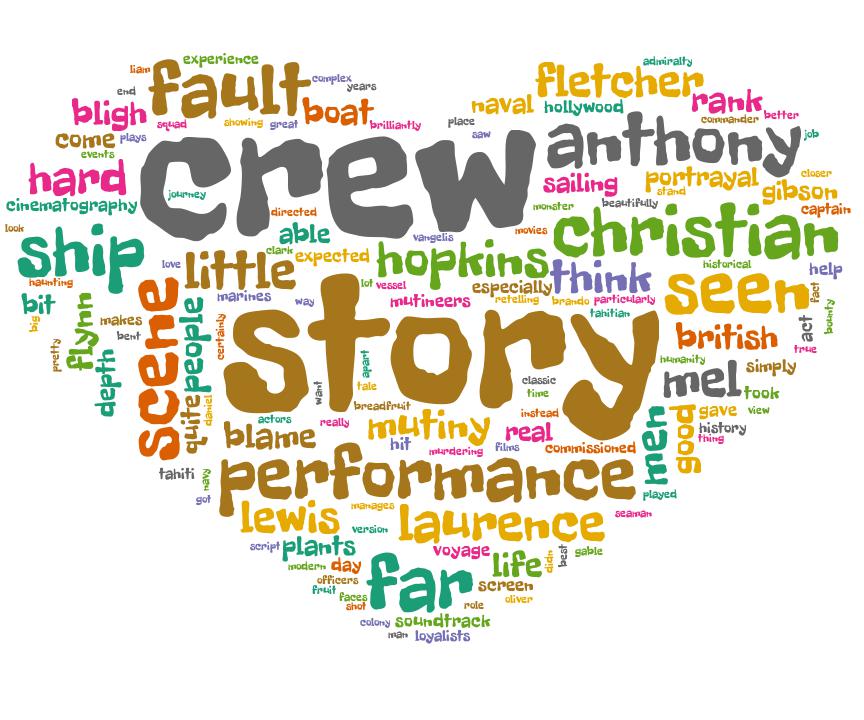 experience
liam
admiralty
fault
complex
years
fletcher
end
bligh
boat
naval
hollywood
rank
squad
showing
great
brilliantly
place
commander
better
come
plays
saw
anthony
job
events
crew
hard
sailing
portrayal
closer
stand
gibson
cinematography
journey
monster
beautifully
captain
directed
look
able
vangelis
movies
christian
ship
clark
expected
hopkins
love
little
historical
think
help
haunting
lot
vessel
especially
seen
fact
bit
marines
way
mutineers
retelling
brando
particularly
bounty
big
flynn
scene
people
story
tahitian
act
makes
certainly
british
true
bent
pretty
depth
apart
humanity
mel
simply
want
tale
classic
time
took
quite
daniel
breadfruit
men
good
gave
view
actors
really
mutiny
instead
history
blame
real
thing
hit
murdering
films
commissioned
tahiti
navy
performance
got
played
manages
seaman
lewis
version
laurence
script
plants
voyage
didn
best
gable
modern
day
far
life
officers
screen
fruit
faces
shot
role
oliver
colony
soundtrack
man
loyalists